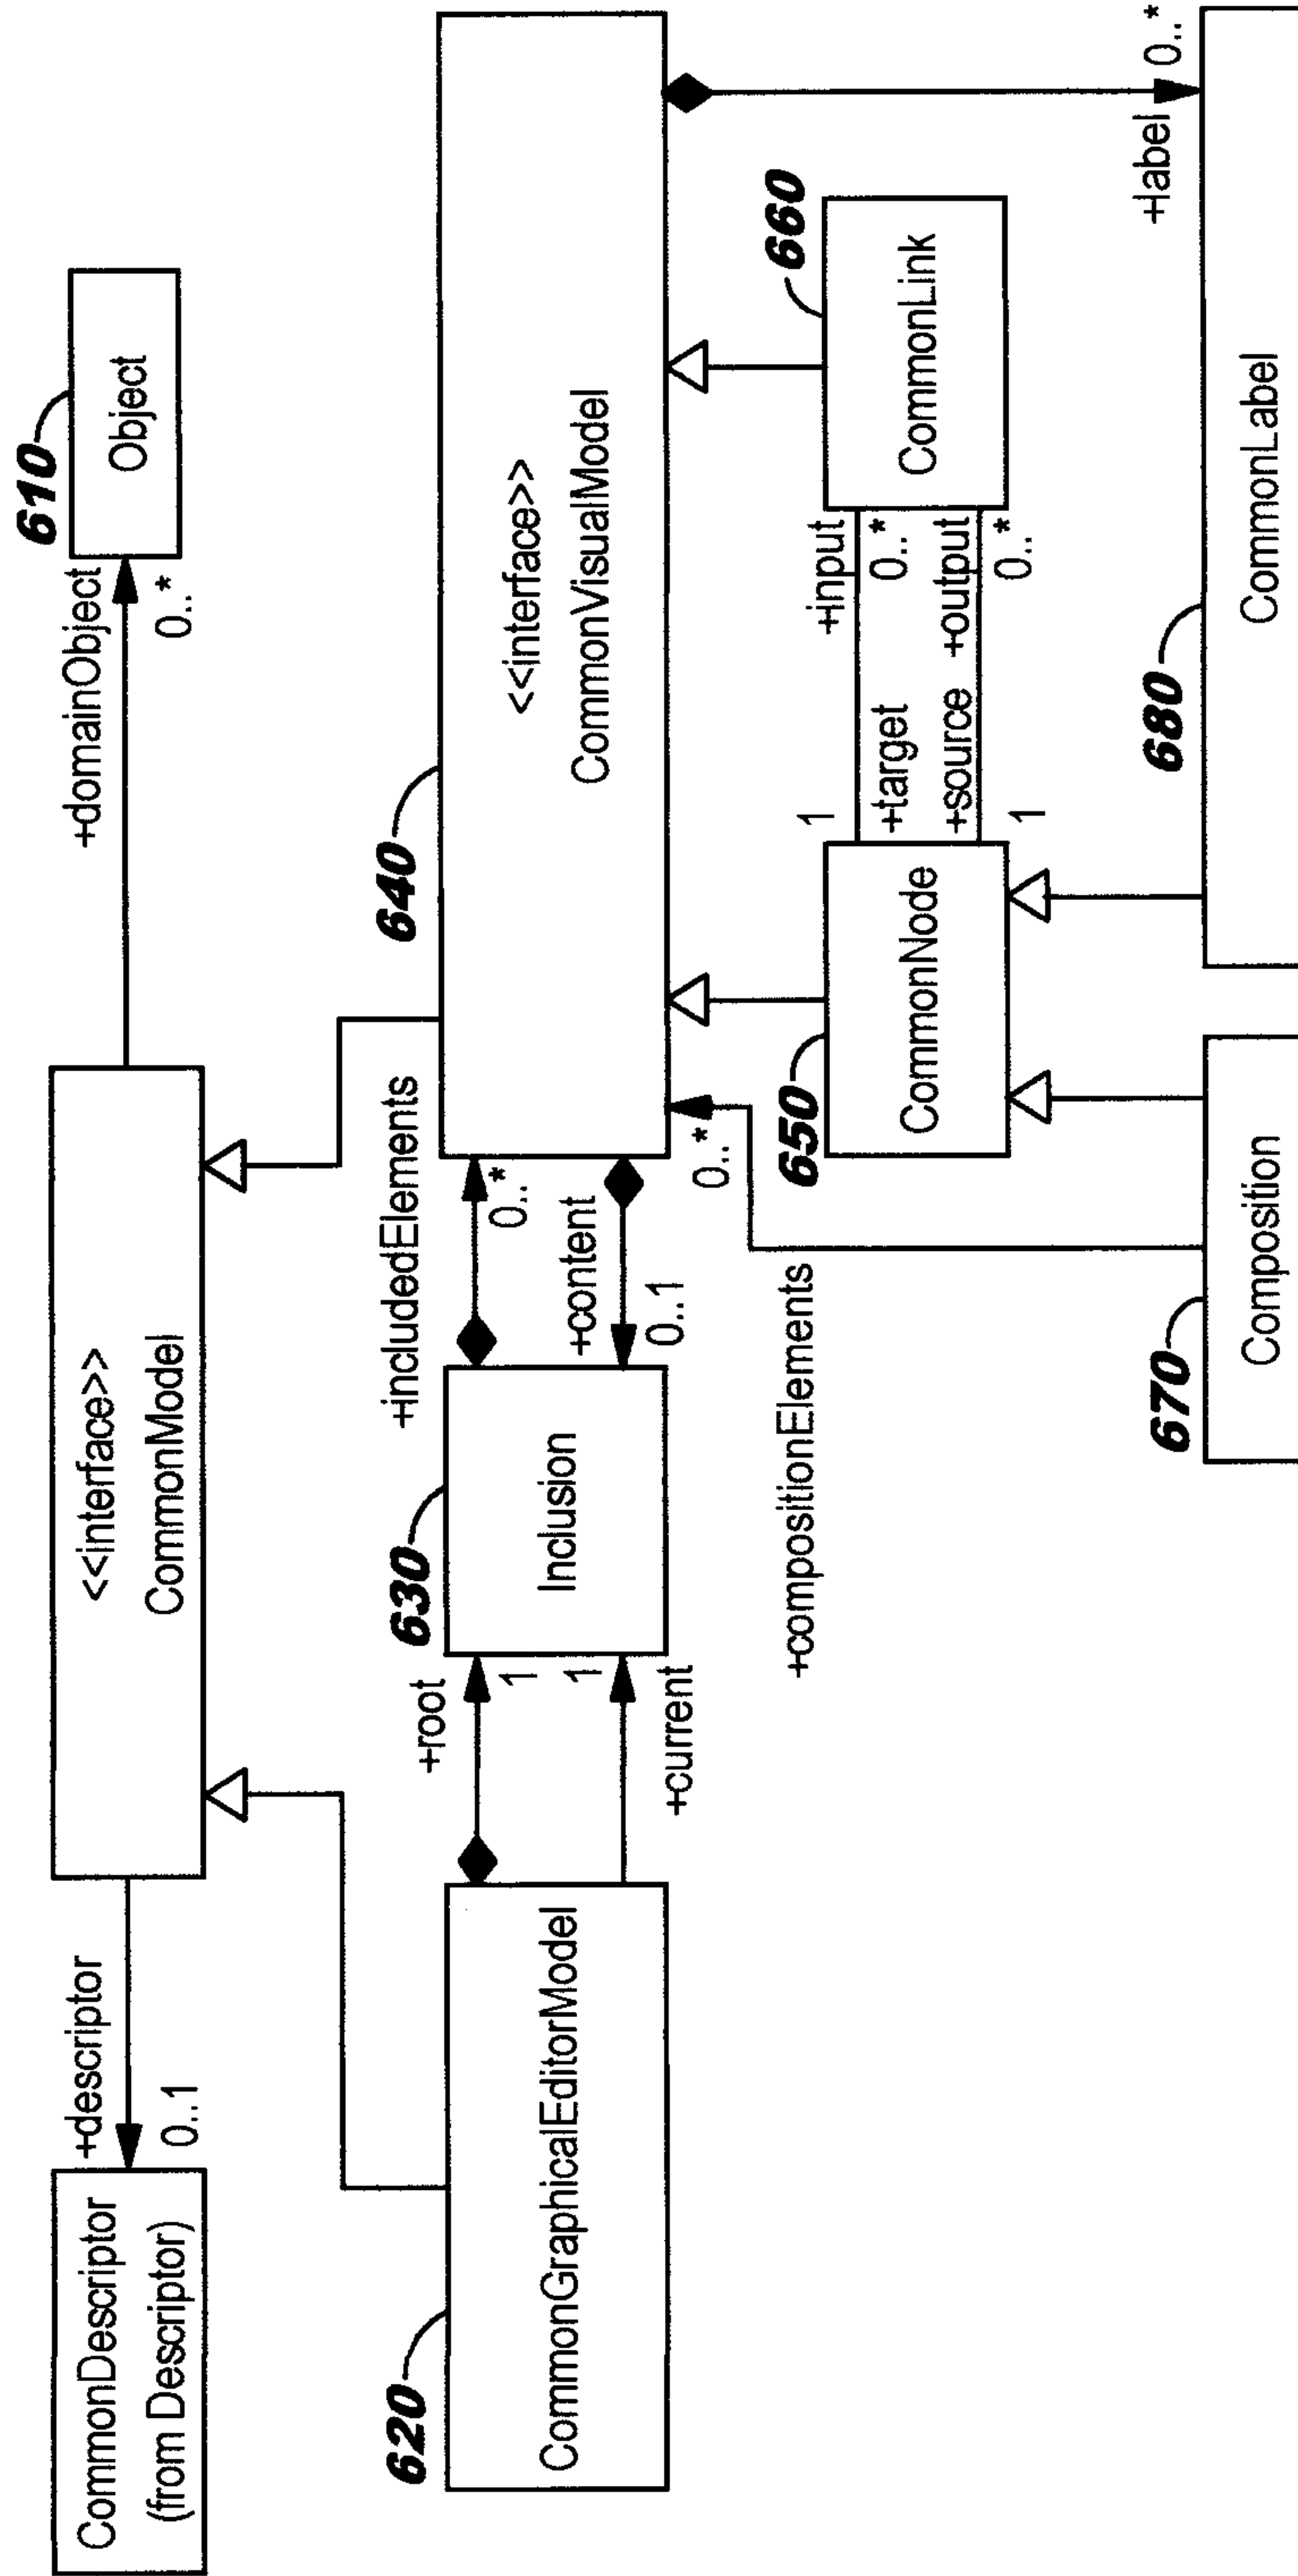 CommonDescriptor
(from Descriptor)
+descriptor
0..1
<<interface>>
CommonModel
+domainObject
0..*
610
Object
620
CommonGraphicalEditorModel
+root
1
1
+current
630
Inclusion
+includedElements
0..*
+content
0..1
640
<<interface>>
CommonVisualModel
+compositionElements
0..*
650
CommonNode
1
+target
+source
1
+input
0..*
+output
0..*
660
CommonLink
+label
0..*
670
Composition
680
CommonLabel